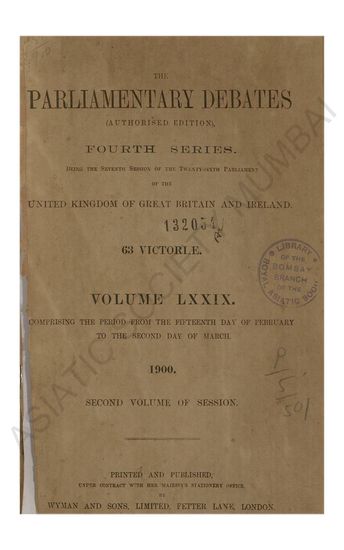 THE
PARLIAMENTARY DEBATES
(AUTHORISED EDITION),
FOURTH SERIES.
BEING THE SEVENTH SESSION OF THE TWENTY-SIXTH PARLIAMENT
OF THE
UNITED KINGDOM OF GREAT BRITAIN AND IRELAND.
132054
63 VICTORIÆ.
LIBRARY
OF THE
BOMBAY
BRANCH
OF THE
ROYAL ASIATIC SOCY
VOLUME LXXIX.
COMPRISING THE PERIOD FROM THE FIFTEENTH DAY OF FEBRUARY
TO THE SECOND DAY OF MARCH.
1900.
SECOND VOLUME OF SESSION.
PRINTED AND PUBLISHED,
UNDER CONTRACT WITH HER MAJESTY'S STATIONERY OFFICE,
BY
WYMAN AND SONS, LIMITED, FETTER LANE, LONDON.
ASIATIC SOCIETY MUMBAI